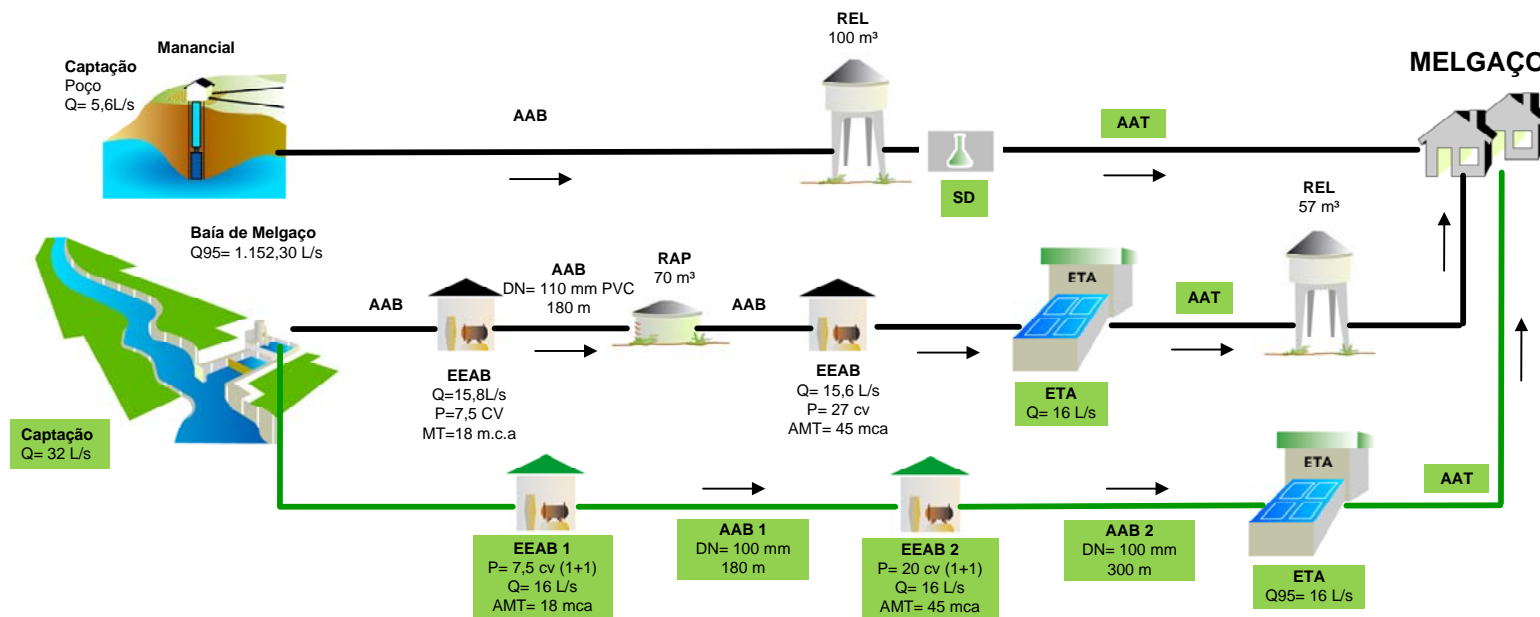 Manancial
Captação
Poço
Q= 5,6L/s
AAB
REL
100 m³
SD
AAT
MELGAÇO
Baía de Melgaço
Q95= 1.152,30 L/s
AAB
EEAB
Q=15,8L/s
P=7,5 CV
MT=18 m.c.a
AAB
DN= 110 mm PVC
180 m
RAP
70 m³
AAB
EEAB
Q= 15,6 L/s
P= 27 cv
AMT= 45 mca
ETA
ETA
Q= 16 L/s
AAT
REL
57 m³
Captação
Q= 32 L/s
EEAB 1
P= 7,5 cv (1+1)
Q= 16 L/s
AMT= 18 mca
AAB 1
DN= 100 mm
180 m
EEAB 2
P= 20 cv (1+1)
Q= 16 L/s
AMT= 45 mca
AAB 2
DN= 100 mm
300 m
ETA
ETA
Q95= 16 L/s
AAT